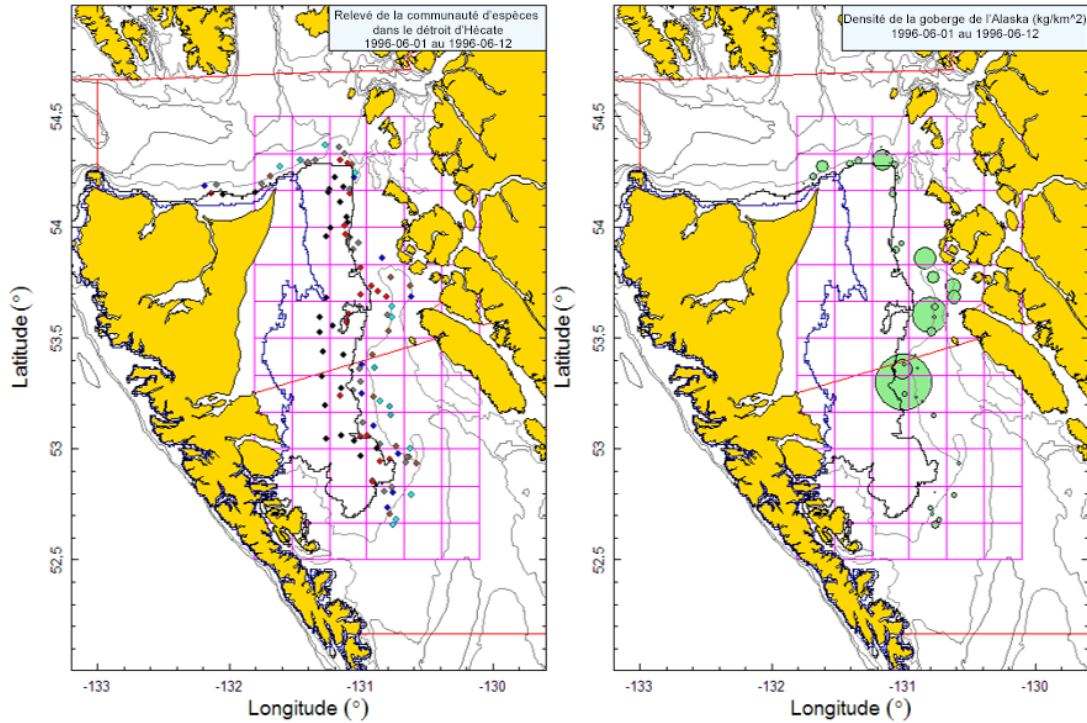 Relevé de la communauté d'espèces
dans le détroit d'Hécate
1996-06-01 au 1996-06-12
54.5
54
53.5
53
52.5
Latitude (°)
-133
-132
-131
-130
Longitude (°)
Densité de la goberge de l'Alaska (kg/km^2)
1996-06-01 au 1996-06-12
54.5
54
53.5
53
52.5
Latitude (°)
-133
-132
-131
-130
Longitude (°)